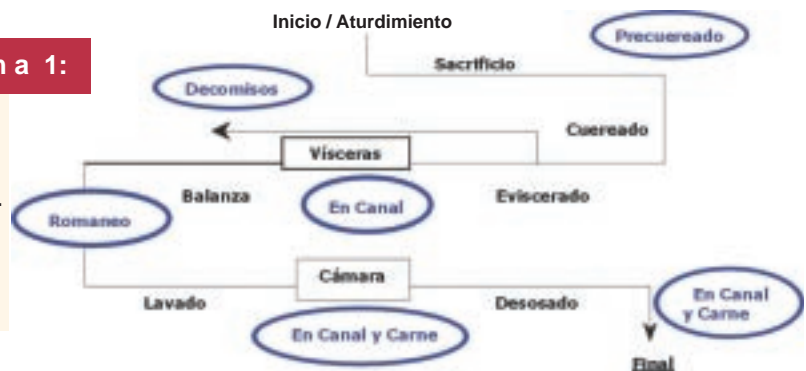 Inicio / Aturdimiento
Precuereado
a 1:
Sacrificio
Decomisos
Cuereado
Vísceras
Balanza
En Canal
Eviscerado
Romaneo
Cámara
Lavado
Desosado
En Canal
y Carne
En Canal y Carne
Final